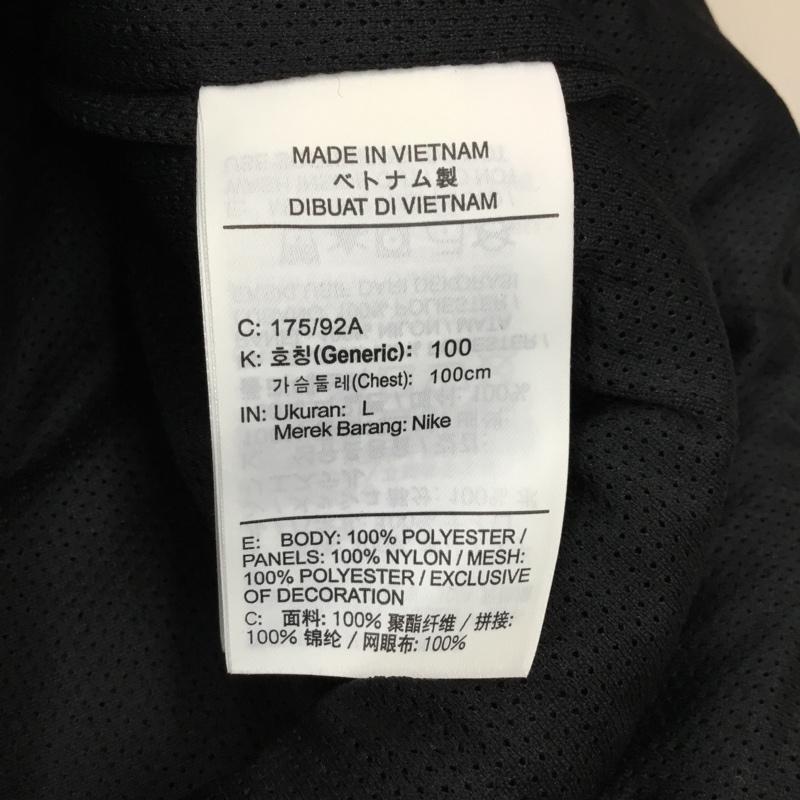 MADE IN VIETNAM
ベトナム製
DIBUAT DI VIETNAM
C: 175/92A
K: 호칭(Generic): 100
가슴둘레(Chest): 100cm
IN: Ukuran: L
Merek Barang: Nike
E: BODY: 100% POLYESTER /
PANELS: 100% NYLON / MESH:
100% POLYESTER / EXCLUSIVE
OF DECORATION
C: 面料: 100% 聚酯纤维 / 拼接:
100% 锦纶 / 网眼布: 100%